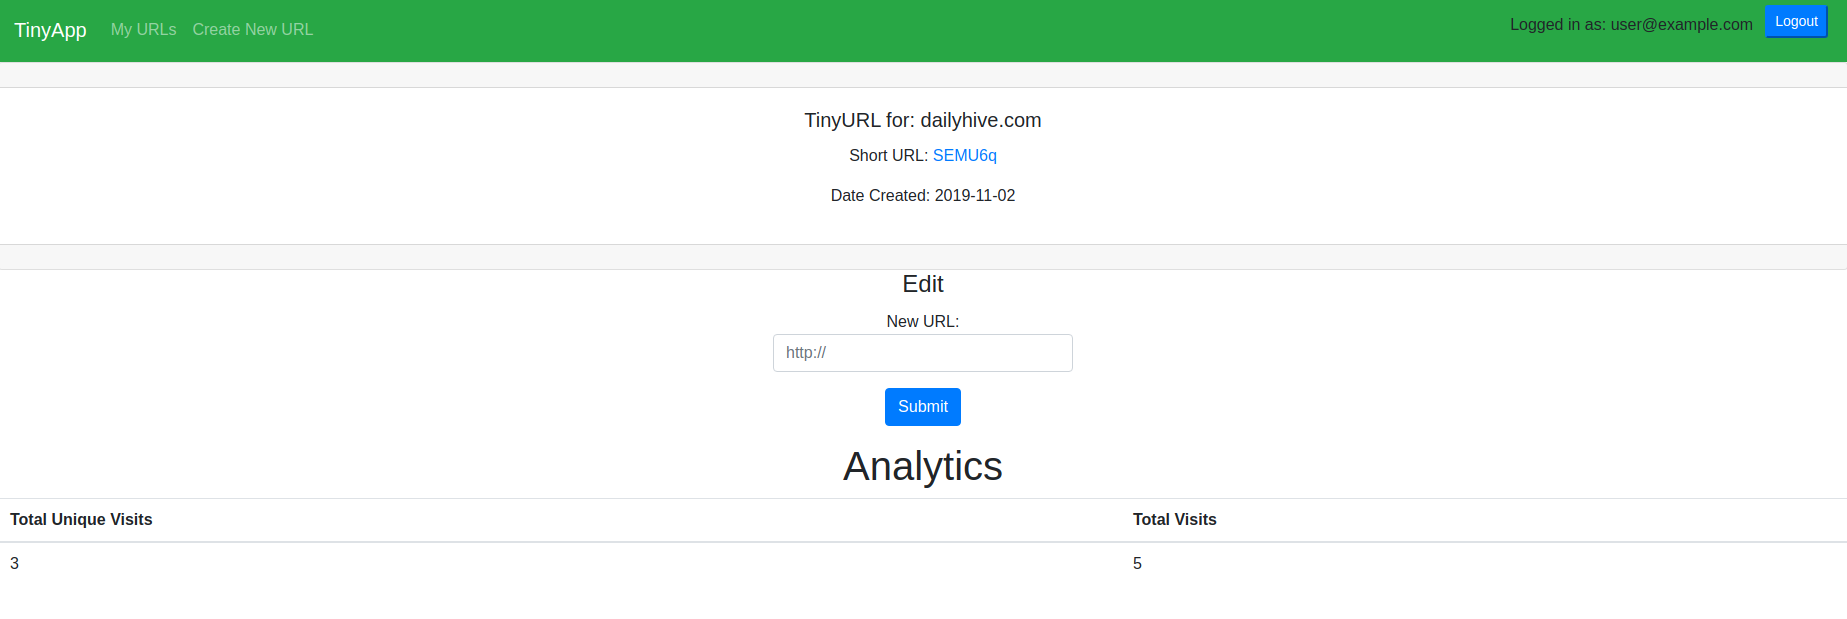 TinyApp My URLs Create New URL Logged in as: user@example.com Logout
TinyURL for: dailyhive.com
Short URL: SEMU6q
Date Created: 2019-11-02
Edit
New URL:
http://
Submit
Analytics
Total Unique Visits Total Visits
3 5